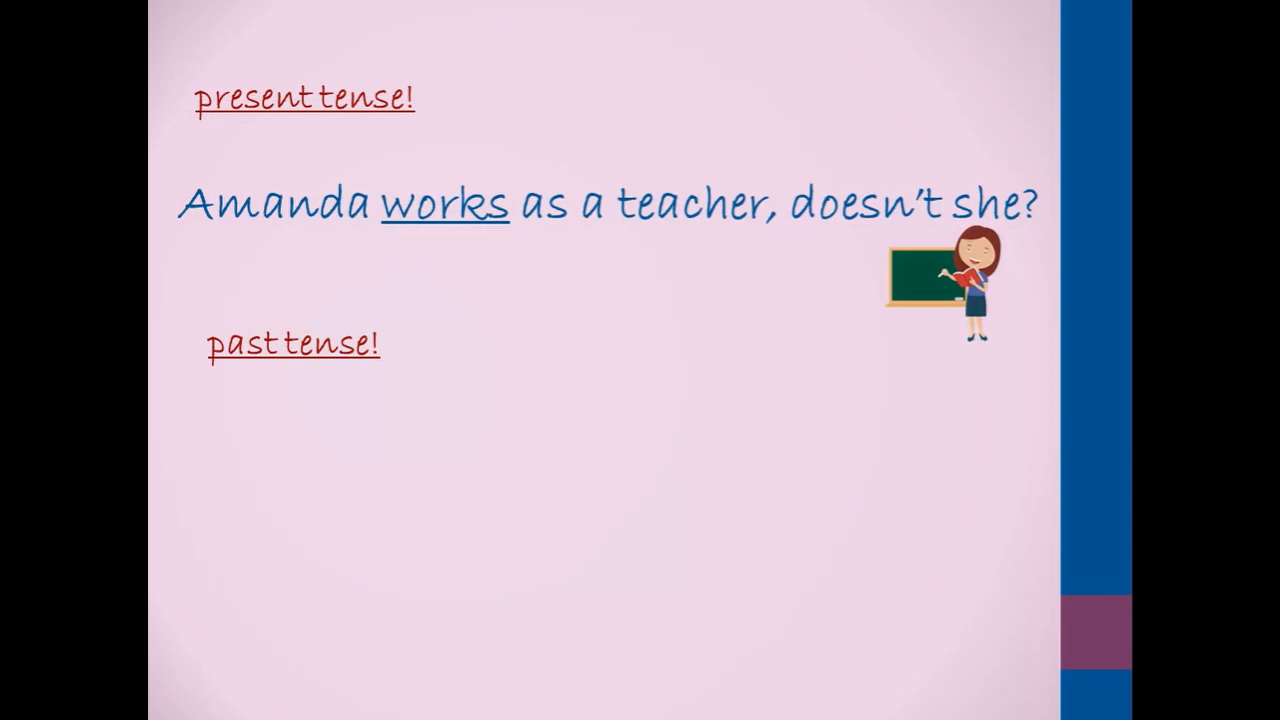 present tense!
Amanda works as a teacher, doesn't she?
past tense!